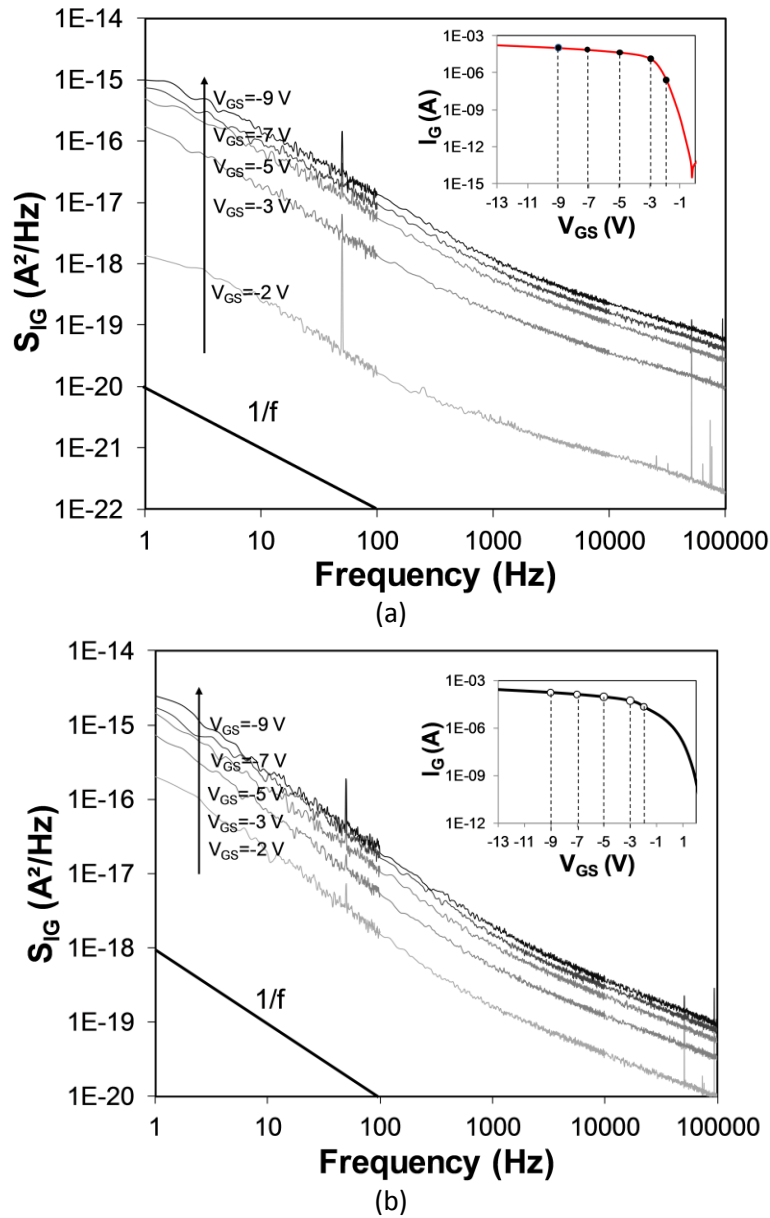 1E-14
1E-15
1E-16
1E-17
1E-18
1E-19
1E-20
1E-21
1E-22
S_IG (A²/Hz)
V_GS=-9 V
V_GS=-7 V
V_GS=-5 V
V_GS=-3 V
V_GS=-2 V
1/f
1E-03
1E-06
1E-09
1E-12
1E-15
I_G (A)
-13 -11 -9 -7 -5 -3 -1
V_GS (V)
1 10 100 1000 10000 100000
Frequency (Hz)
(a)
1E-14
1E-15
1E-16
1E-17
1E-18
1E-19
1E-20
S_IG (A²/Hz)
V_GS=-9 V
V_GS=-7 V
V_GS=-5 V
V_GS=-3 V
V_GS=-2 V
1/f
1E-03
1E-06
1E-09
1E-12
I_G (A)
-13 -11 -9 -7 -5 -3 -1 1
V_GS (V)
1 10 100 1000 10000 100000
Frequency (Hz)
(b)